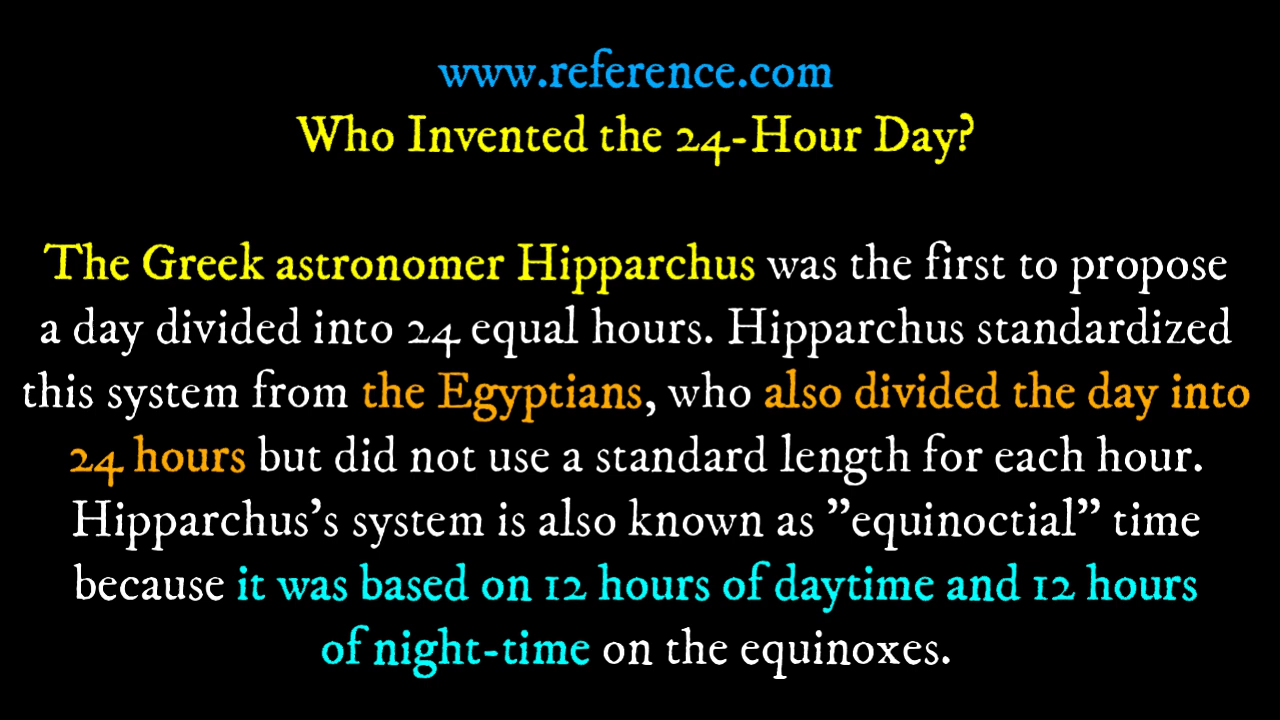 www.reference.com
Who Invented the 24-Hour Day?
The Greek astronomer Hipparchus was the first to propose
a day divided into 24 equal hours. Hipparchus standardized
this system from the Egyptians, who also divided the day into
24 hours but did not use a standard length for each hour.
Hipparchus’s system is also known as ”equinoctial” time
because it was based on 12 hours of daytime and 12 hours
of night-time on the equinoxes.